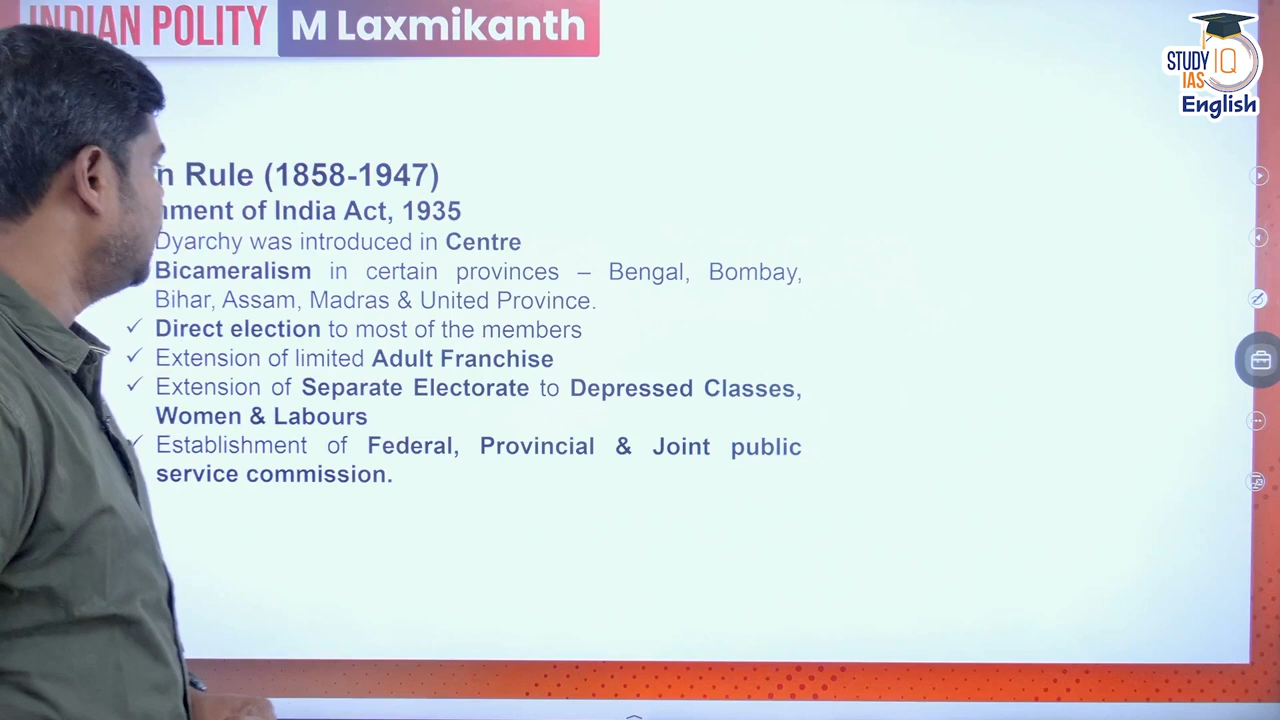 INDIAN POLITY M Laxmikanth
STUDY IQ
IAS
English
n Rule (1858-1947)
nment of India Act, 1935
Dyarchy was introduced in Centre
Bicameralism in certain provinces – Bengal, Bombay,
Bihar, Assam, Madras & United Province.
✓ Direct election to most of the members
✓ Extension of limited Adult Franchise
✓ Extension of Separate Electorate to Depressed Classes,
Women & Labours
✓ Establishment of Federal, Provincial & Joint public
service commission.